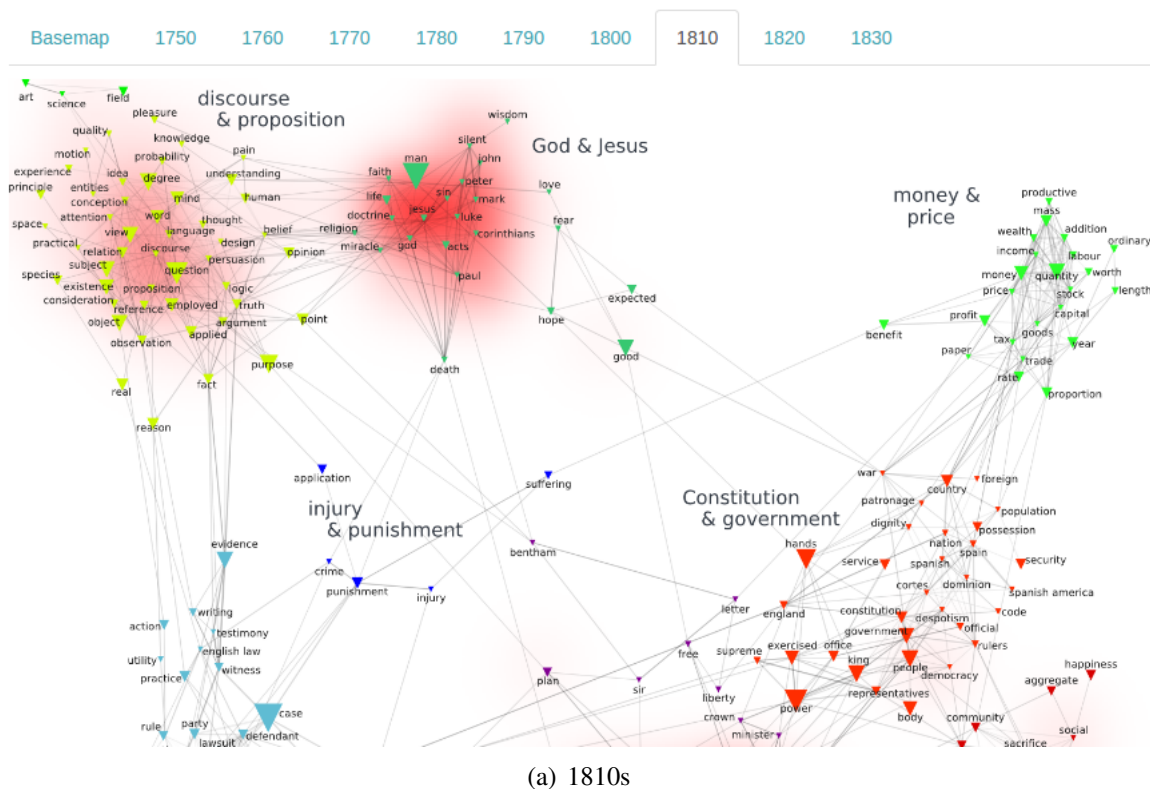 Basemap 1750 1760 1770 1780 1790 1800 1810 1820 1830
art
science
field
pleasure
discourse
& proposition
quality
knowledge
motion
probability
pain
experience
idea
degree
understanding
principle
entities
conception
mind
human
attention
word
thought
space
view
language
belief
practical
discourse
design
relation
persuasion
opinion
subject
question
species
existence
proposition
logic
consideration
reference
employed
truth
object
argument
point
observation
applied
purpose
real
fact
reason
wisdom
silent
God & Jesus
man
john
faith
peter
love
life
sin
mark
doctrine
jesus
luke
fear
religion
god
corinthians
miracle
acts
paul
expected
hope
good
death
money &
price
productive
mass
wealth
addition
income
labour
ordinary
money
quantity
worth
price
stock
length
profit
capital
benefit
goods
tax
year
paper
trade
rate
proportion
application
suffering
injury
& punishment
evidence
bentham
crime
punishment
injury
writing
action
testimony
utility
english law
witness
practice
case
rule
party
defendant
lawsuit
Constitution
& government
war
country
foreign
patronage
population
dignity
possession
hands
nation
spain
service
spanish
security
cortes
dominion
spanish america
letter
england
constitution
despotism
code
government
official
free
supreme
exercised
office
rulers
king
people
democracy
happiness
plan
sir
liberty
representatives
aggregate
power
crown
body
community
social
minister
sacrifice
(a) 1810s